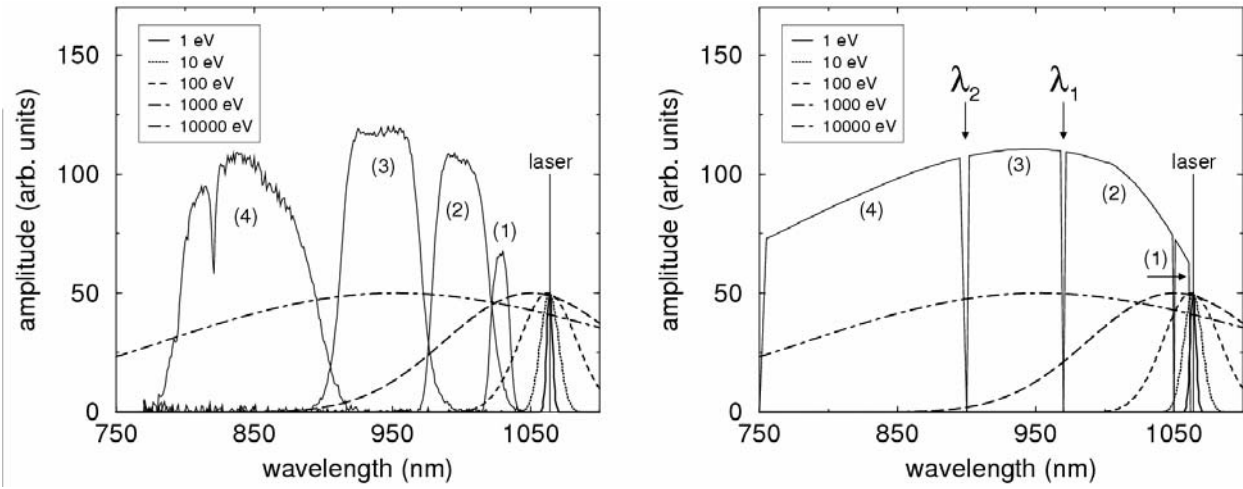 150
100
50
0
amplitude (arb. units)
1 eV
10 eV
100 eV
1000 eV
10000 eV
laser
(3)
(2)
(4)
(1)
750
850
950
1050
wavelength (nm)
150
100
50
0
amplitude (arb. units)
1 eV
10 eV
100 eV
1000 eV
10000 eV
λ2
λ1
laser
(3)
(2)
(4)
(1)
750
850
950
1050
wavelength (nm)